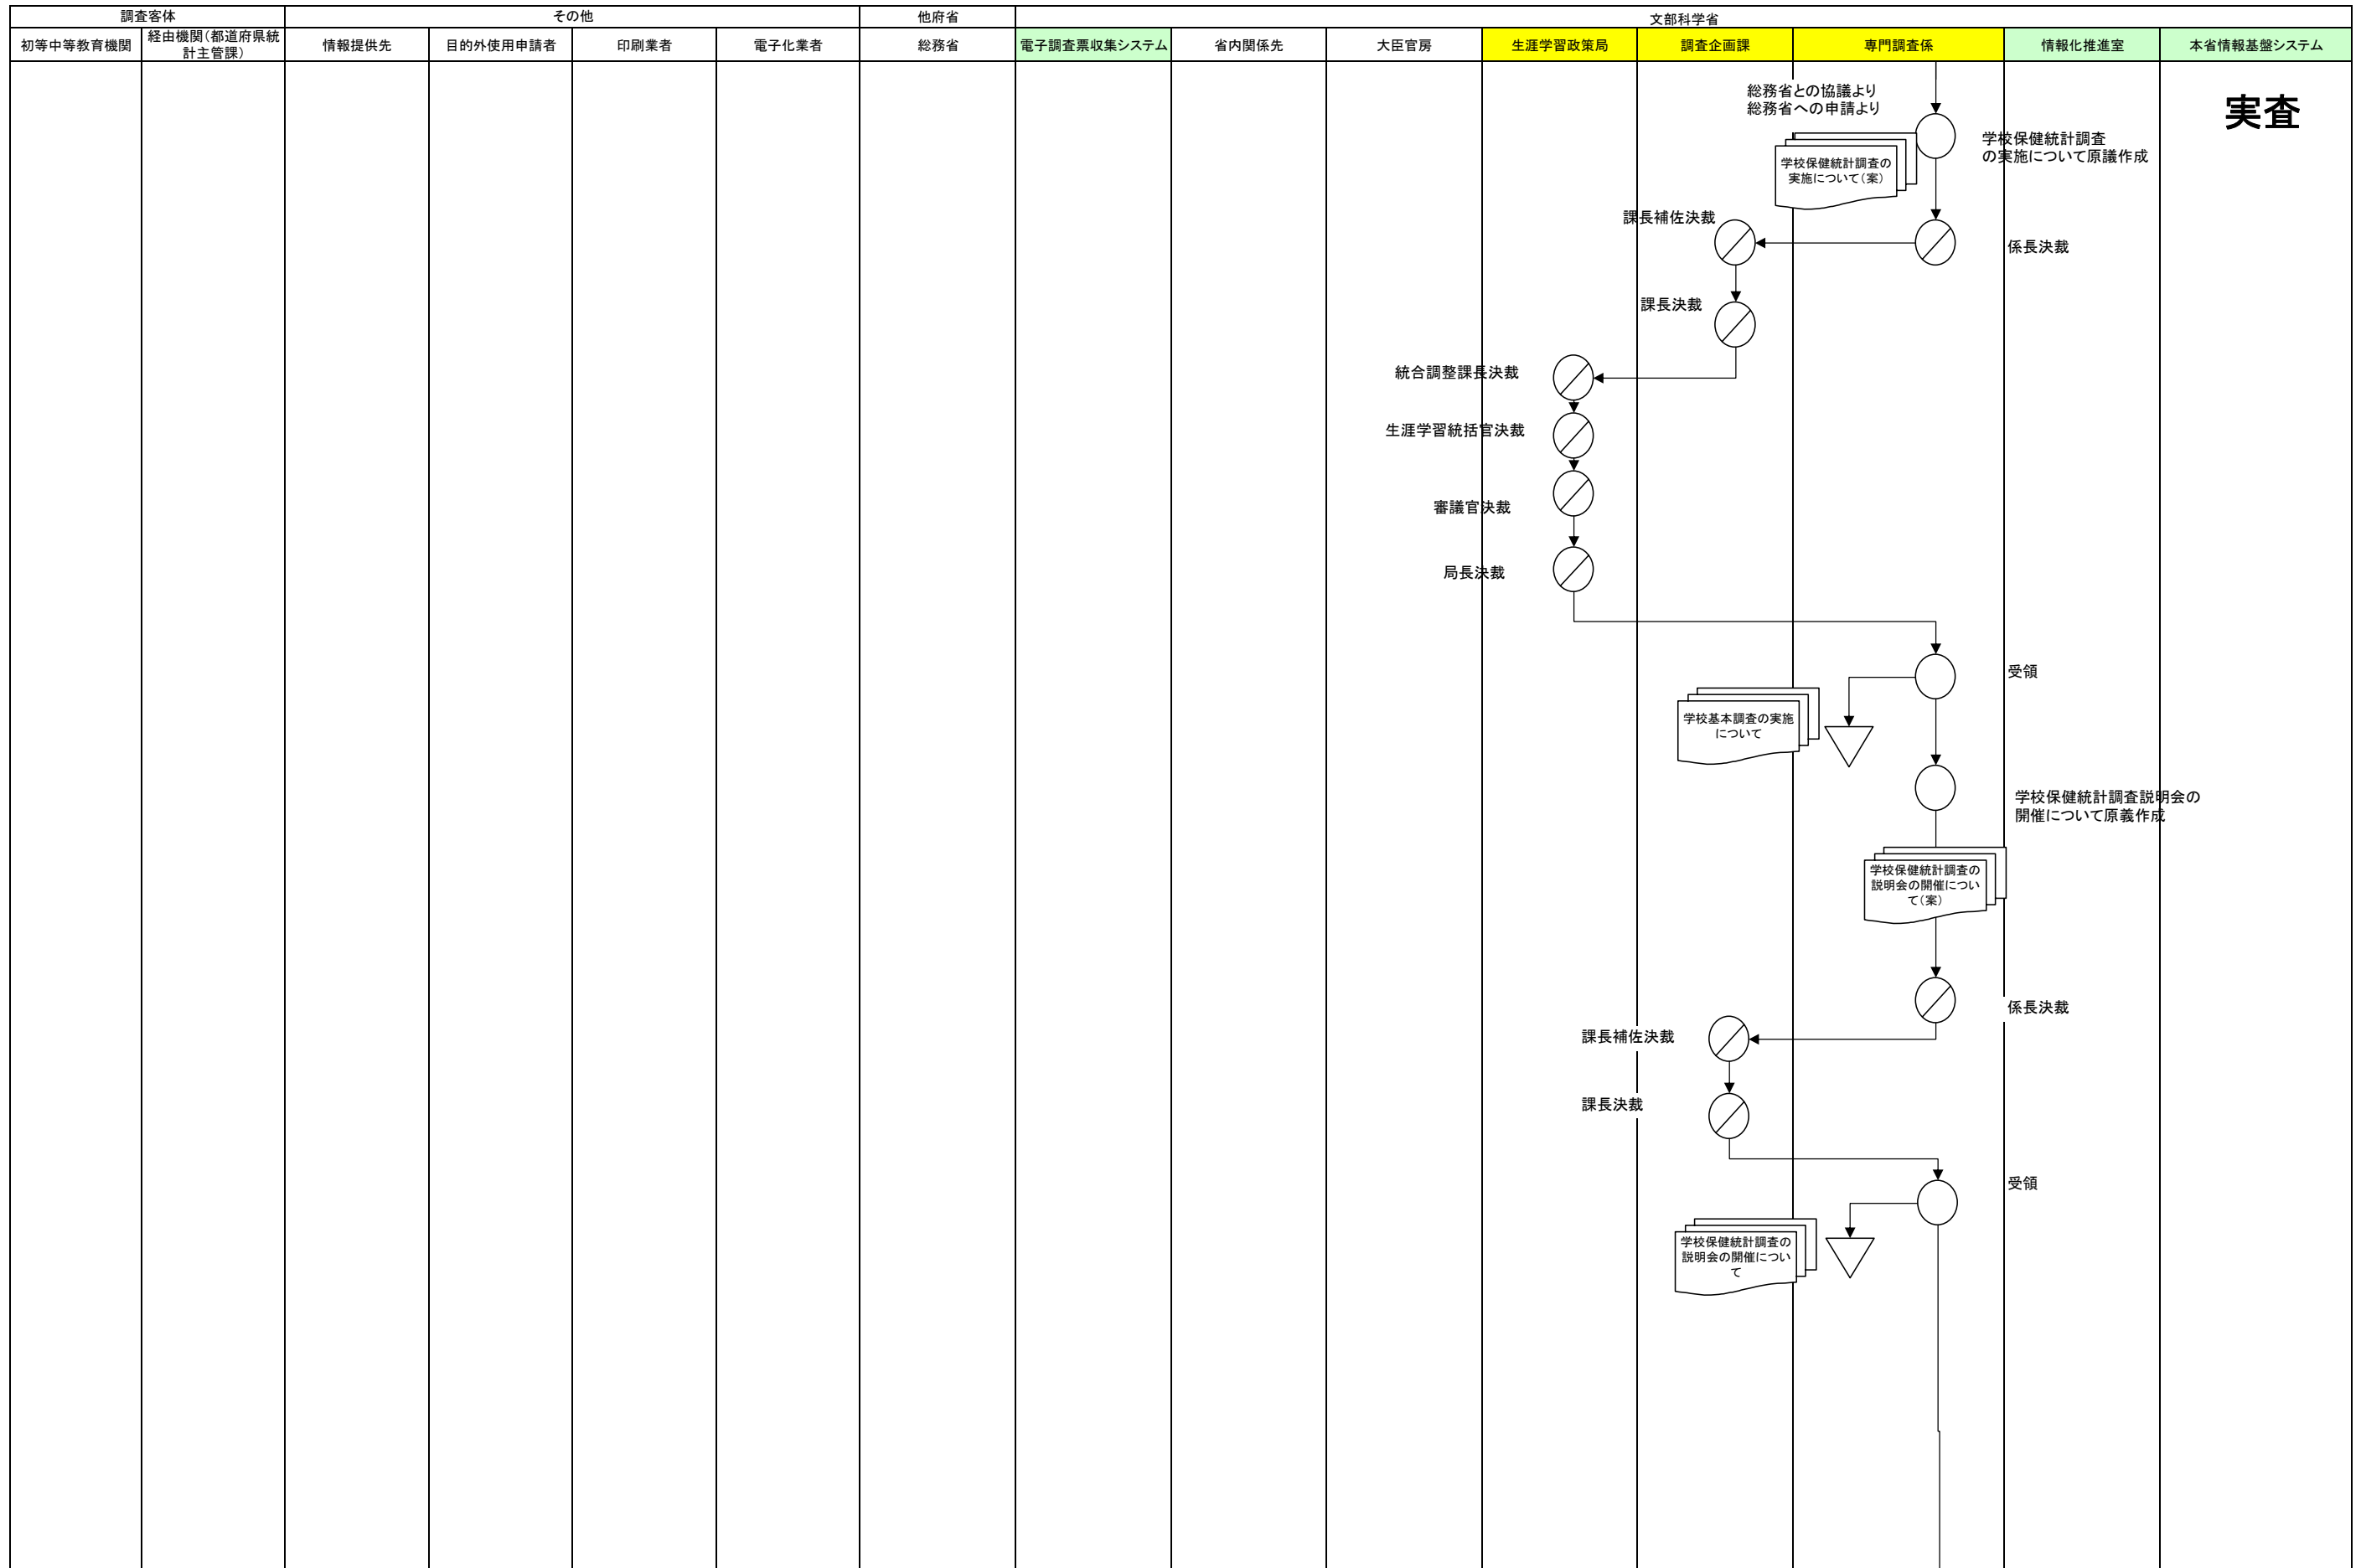 調査客体
その他
他府省
文部科学省
初等中等教育機関
経由機関（都道府県統
計主管課）
情報提供先
目的外使用申請者
印刷業者
電子化業者
総務省
電子調査票収集システム
省内関係先
大臣官房
生涯学習政策局
調査企画課
専門調査係
情報化推進室
本省情報基盤システム
実査
総務省との協議より
総務省への申請より
学校保健統計調査
の実施について原議作成
学校保健統計調査の
実施について（案）
課長補佐決裁
係長決裁
課長決裁
統合調整課長決裁
生涯学習統括官決裁
審議官決裁
局長決裁
受領
学校基本調査の実施
について
学校保健統計調査説明会の
開催について原義作成
学校保健統計調査の
説明会の開催につい
て（案）
係長決裁
課長補佐決裁
課長決裁
受領
学校保健統計調査の
説明会の開催につい
て